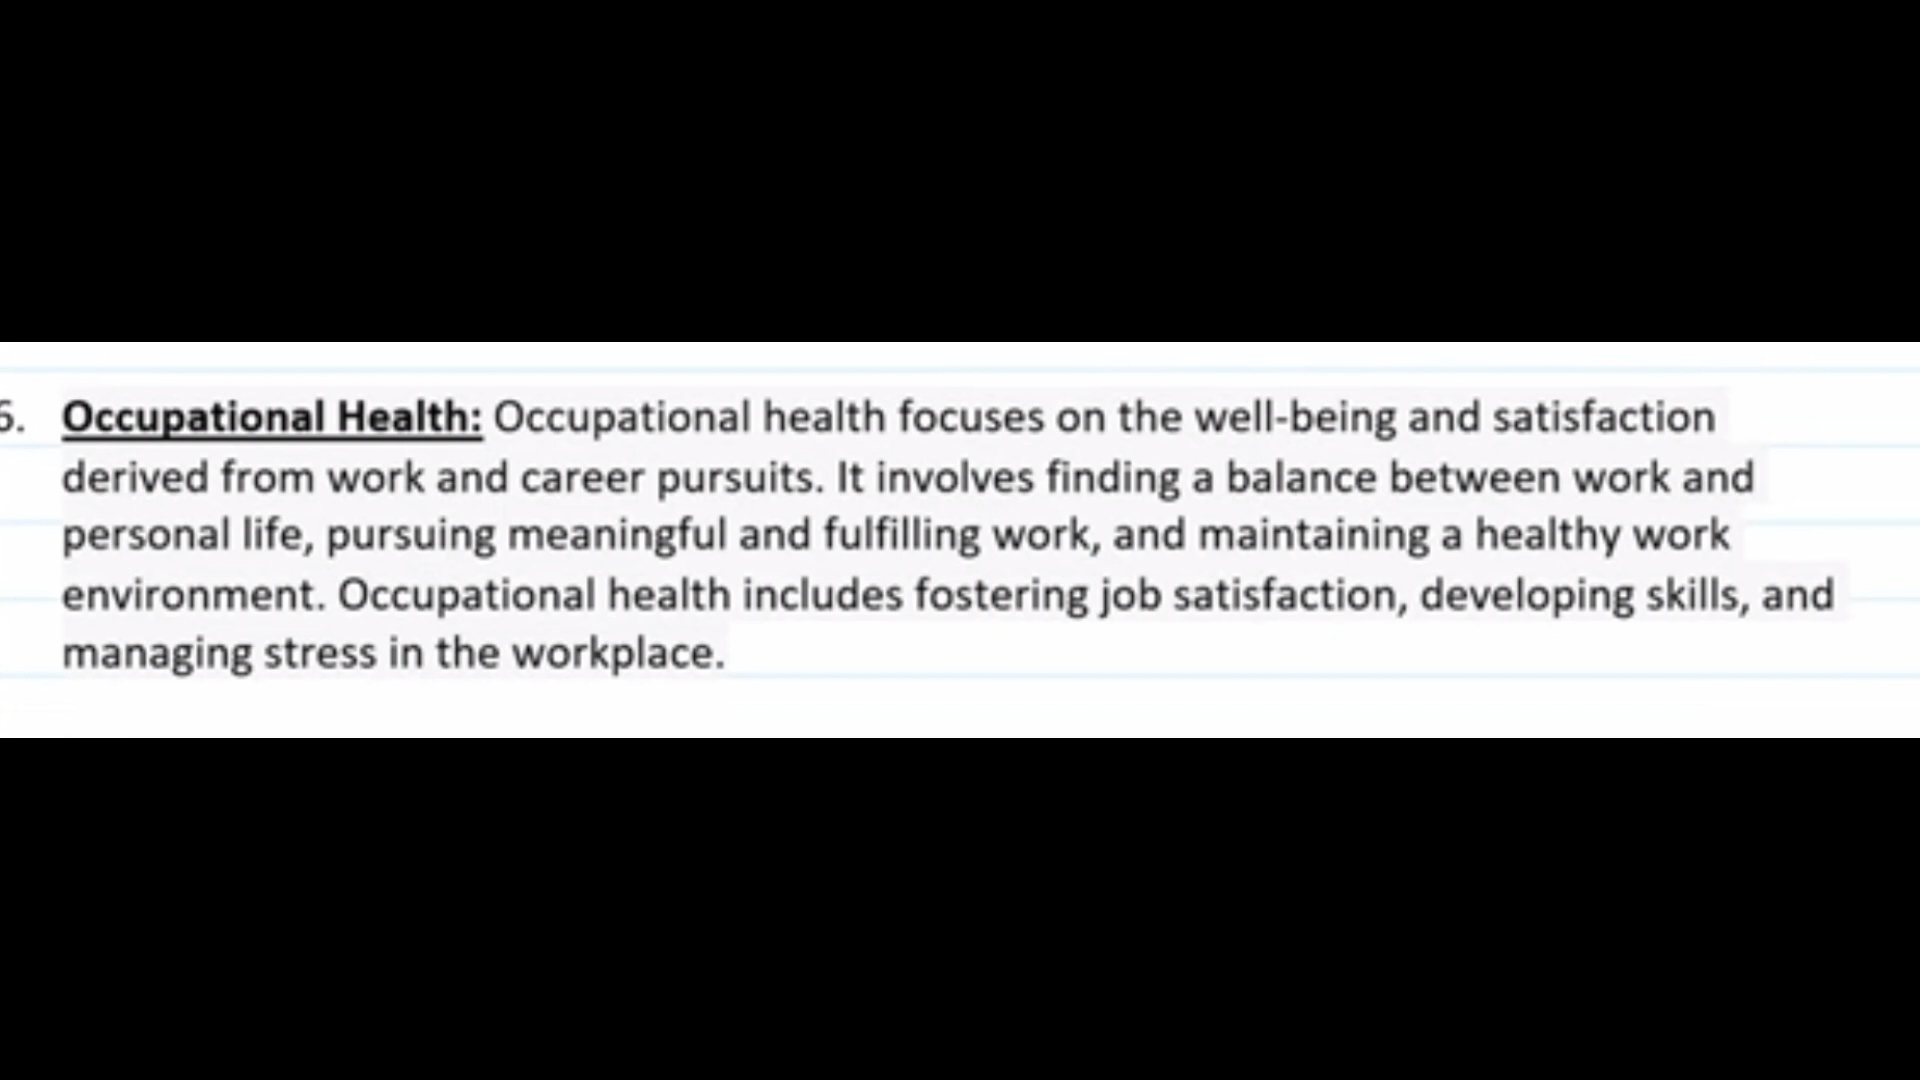 6. Occupational Health: Occupational health focuses on the well-being and satisfaction
derived from work and career pursuits. It involves finding a balance between work and
personal life, pursuing meaningful and fulfilling work, and maintaining a healthy work
environment. Occupational health includes fostering job satisfaction, developing skills, and
managing stress in the workplace.